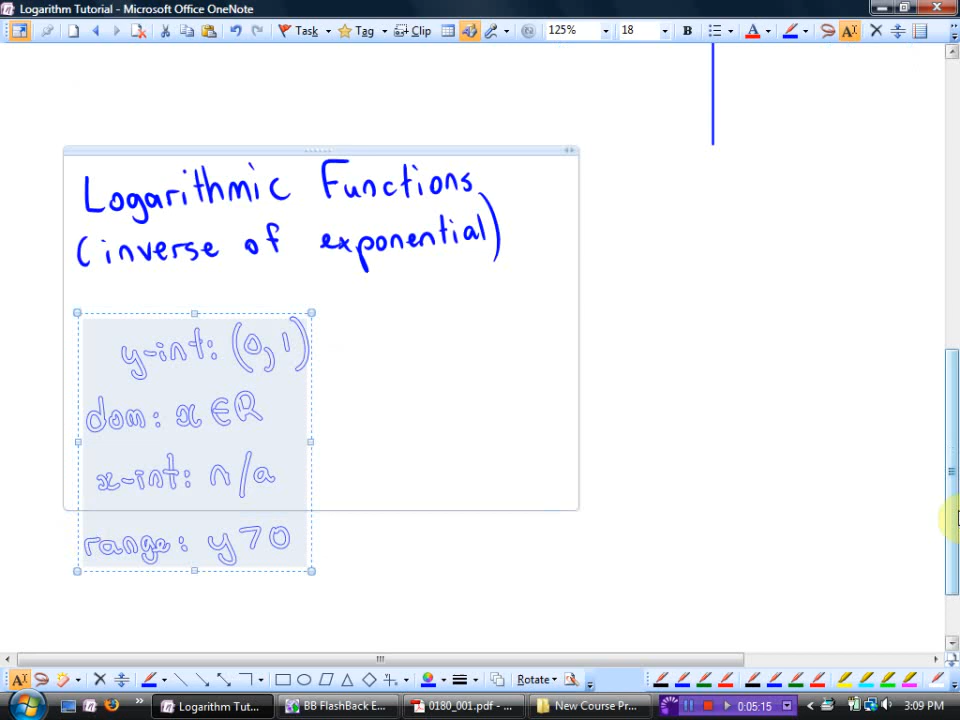 Logarithm Tutorial - Microsoft Office OneNote
Task Tag Clip 125% 18 B A A
Logarithmic Functions
(inverse of exponential)
y-int: (0, 1)
dom: x ∈ R
x-int: n/a
range: y > 0
A Rotate
Logarithm Tut... BB FlashBack E... 0180_001.pdf - ... New Course Pr... 0:05:15 3:09 PM